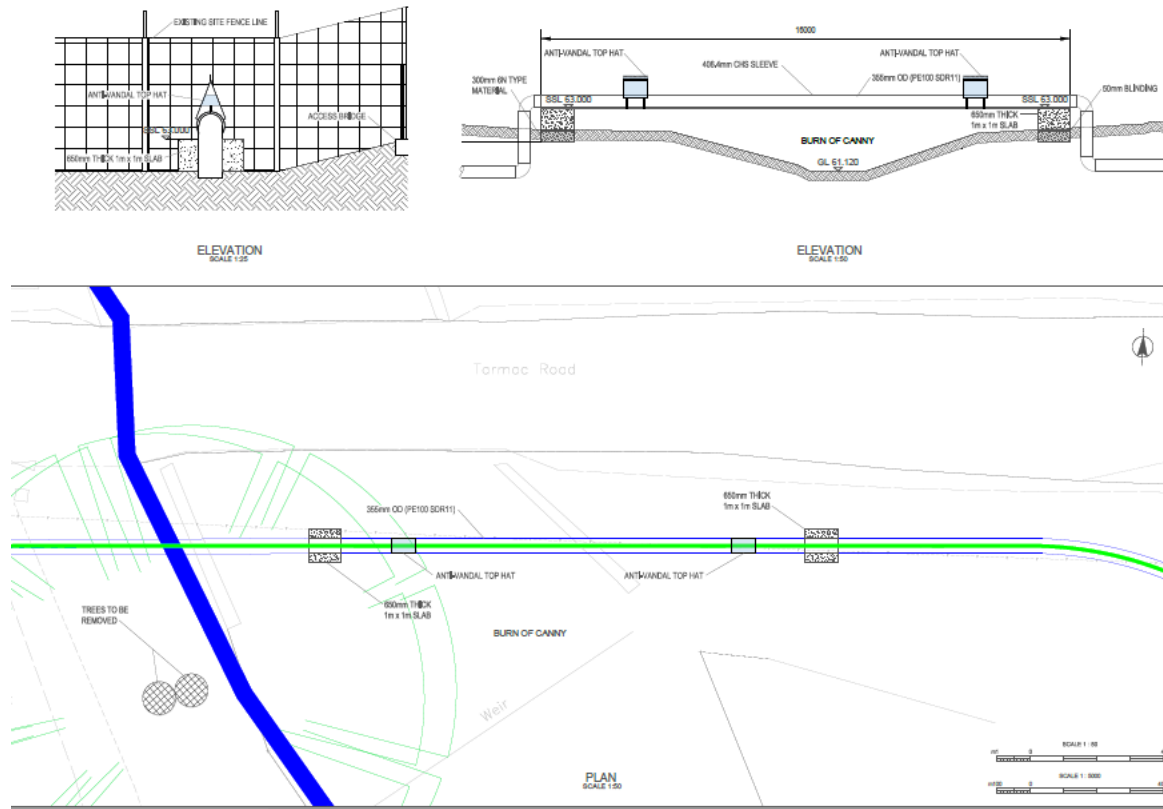 EXISTING SITE FENCE LINE
ANTI-VANDAL TOP HAT
ACCESS BRIDGE
SSL 63.000
650mm THICK 1m x 1m SLAB
ELEVATION
SCALE 1:25
ANTI-VANDAL TOP HAT
ANTI-VANDAL TOP HAT
406.4mm CHS SLEEVE
355mm OD (PE100 SDR11)
300mm 6N TYPE
MATERIAL
50mm BLINDING
SSL 63.000
SSL 63.000
650mm THICK
1m x 1m SLAB
BURN OF CANNY
GL 61.120
ELEVATION
SCALE 1:50
Tarmac Road
650mm THICK
1m x 1m SLAB
355mm OD (PE100 SDR11)
ANTI-VANDAL TOP HAT
ANTI-VANDAL TOP HAT
650mm THICK
1m x 1m SLAB
TREES TO BE
REMOVED
BURN OF CANNY
Weir
SCALE 1 : 50
0
SCALE 1 : 5000
0
PLAN
SCALE 1:50